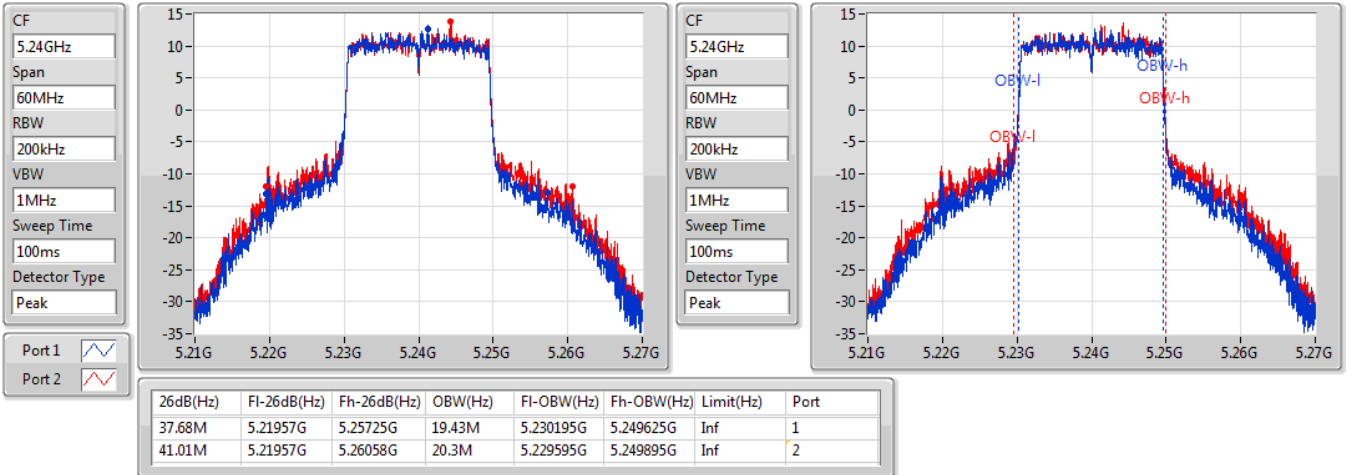 CF
5.24GHz
Span
60MHz
RBW
200kHz
VBW
1MHz
Sweep Time
100ms
Detector Type
Peak
Port 1
Port 2
15
10
5
0
-5
-10
-15
-20
-25
-30
-35
5.21G 5.22G 5.23G 5.24G 5.25G 5.26G 5.27G
CF
5.24GHz
Span
60MHz
RBW
200kHz
VBW
1MHz
Sweep Time
100ms
Detector Type
Peak
15
10
5
0
-5
-10
-15
-20
-25
-30
-35
OBW-h
OBW-l
OBW-h
OBW-l
5.21G 5.22G 5.23G 5.24G 5.25G 5.26G 5.27G
26dB(Hz) Fl-26dB(Hz) Fh-26dB(Hz) OBW(Hz) Fl-OBW(Hz) Fh-OBW(Hz) Limit(Hz) Port
37.68M 5.21957G 5.25725G 19.43M 5.230195G 5.249625G Inf 1
41.01M 5.21957G 5.26058G 20.3M 5.229595G 5.249895G Inf 2